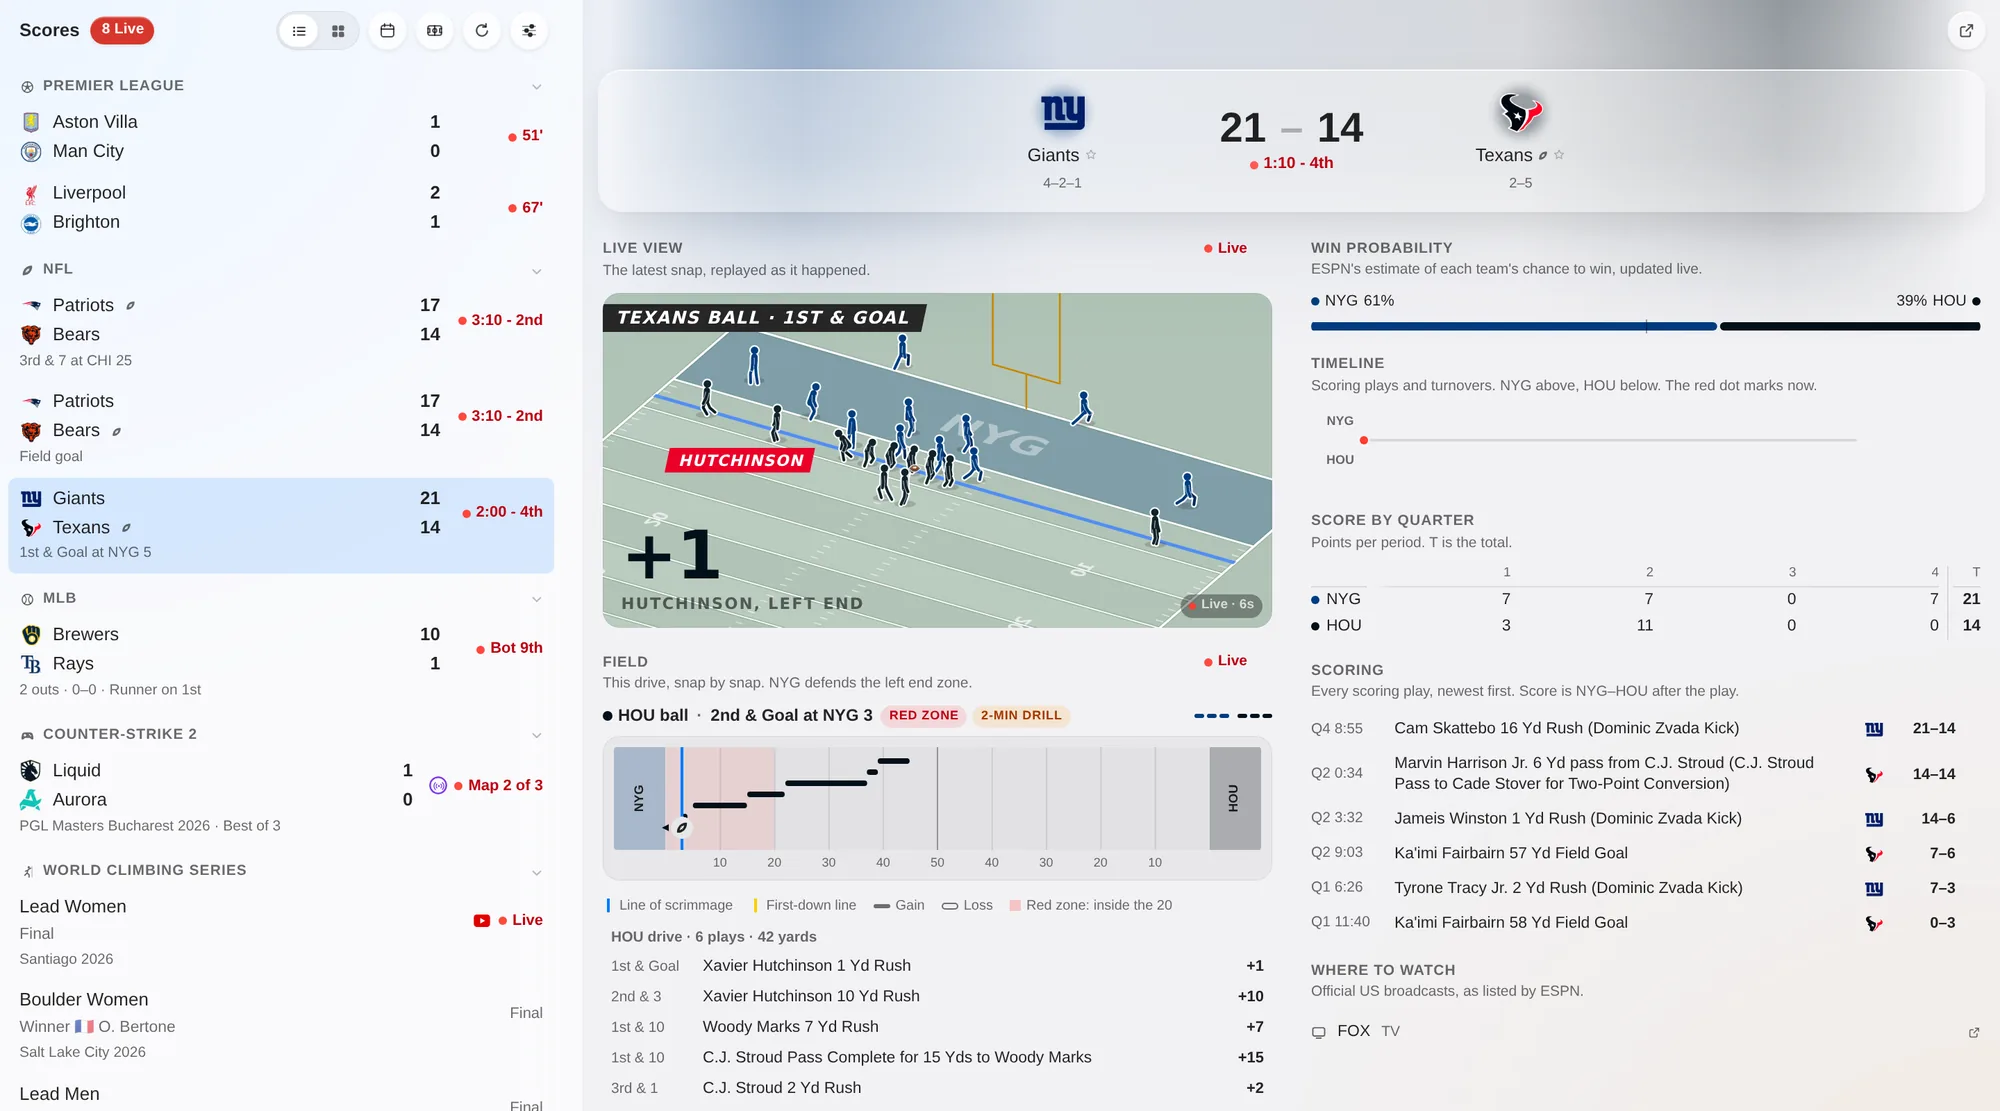 Scores
8 Live
PREMIER LEAGUE
Aston Villa 1
Man City 0
51'
Liverpool 2
Brighton 1
67'
NFL
Patriots 17
Bears 14
3:10 - 2nd
3rd & 7 at CHI 25
Patriots 17
Bears 14
3:10 - 2nd
Field goal
Giants 21
Texans 14
2:00 - 4th
1st & Goal at NYG 5
MLB
Brewers 10
Rays 1
Bot 9th
2 outs · 0–0 · Runner on 1st
COUNTER-STRIKE 2
Liquid 1
Aurora 0
Map 2 of 3
PGL Masters Bucharest 2026 · Best of 3
WORLD CLIMBING SERIES
Lead Women
Final
Santiago 2026
Live
Boulder Women
Winner O. Bertone
Salt Lake City 2026
Final
Lead Men
Final
ny
Giants
4–2–1
21 – 14
1:10 - 4th
Texans
2–5
LIVE VIEW
Live
The latest snap, replayed as it happened.
TEXANS BALL · 1ST & GOAL
NYG
HUTCHINSON
+1
HUTCHINSON, LEFT END
Live · 6s
FIELD
Live
This drive, snap by snap. NYG defends the left end zone.
HOU ball · 2nd & Goal at NYG 3
RED ZONE
2-MIN DRILL
NYG
HOU
10 20 30 40 50 40 30 20 10
Line of scrimmage First-down line Gain Loss Red zone: inside the 20
HOU drive · 6 plays · 42 yards
1st & Goal Xavier Hutchinson 1 Yd Rush +1
2nd & 3 Xavier Hutchinson 10 Yd Rush +10
1st & 10 Woody Marks 7 Yd Rush +7
1st & 10 C.J. Stroud Pass Complete for 15 Yds to Woody Marks +15
3rd & 1 C.J. Stroud 2 Yd Rush +2
WIN PROBABILITY
ESPN's estimate of each team's chance to win, updated live.
NYG 61%
39% HOU
TIMELINE
Scoring plays and turnovers. NYG above, HOU below. The red dot marks now.
NYG
HOU
SCORE BY QUARTER
Points per period. T is the total.
1 2 3 4 T
NYG 7 7 0 7 21
HOU 3 11 0 0 14
SCORING
Every scoring play, newest first. Score is NYG–HOU after the play.
Q4 8:55 Cam Skattebo 16 Yd Rush (Dominic Zvada Kick) 21–14
Q2 0:34 Marvin Harrison Jr. 6 Yd pass from C.J. Stroud (C.J. Stroud
Pass to Cade Stover for Two-Point Conversion) 14–14
Q2 3:32 Jameis Winston 1 Yd Rush (Dominic Zvada Kick) 14–6
Q2 9:03 Ka'imi Fairbairn 57 Yd Field Goal 7–6
Q1 6:26 Tyrone Tracy Jr. 2 Yd Rush (Dominic Zvada Kick) 7–3
Q1 11:40 Ka'imi Fairbairn 58 Yd Field Goal 0–3
WHERE TO WATCH
Official US broadcasts, as listed by ESPN.
FOX TV